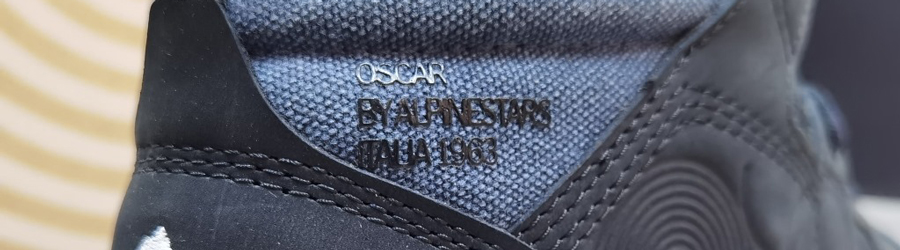 OSCAR
BY ALPINESTARS
ITALIA 1963